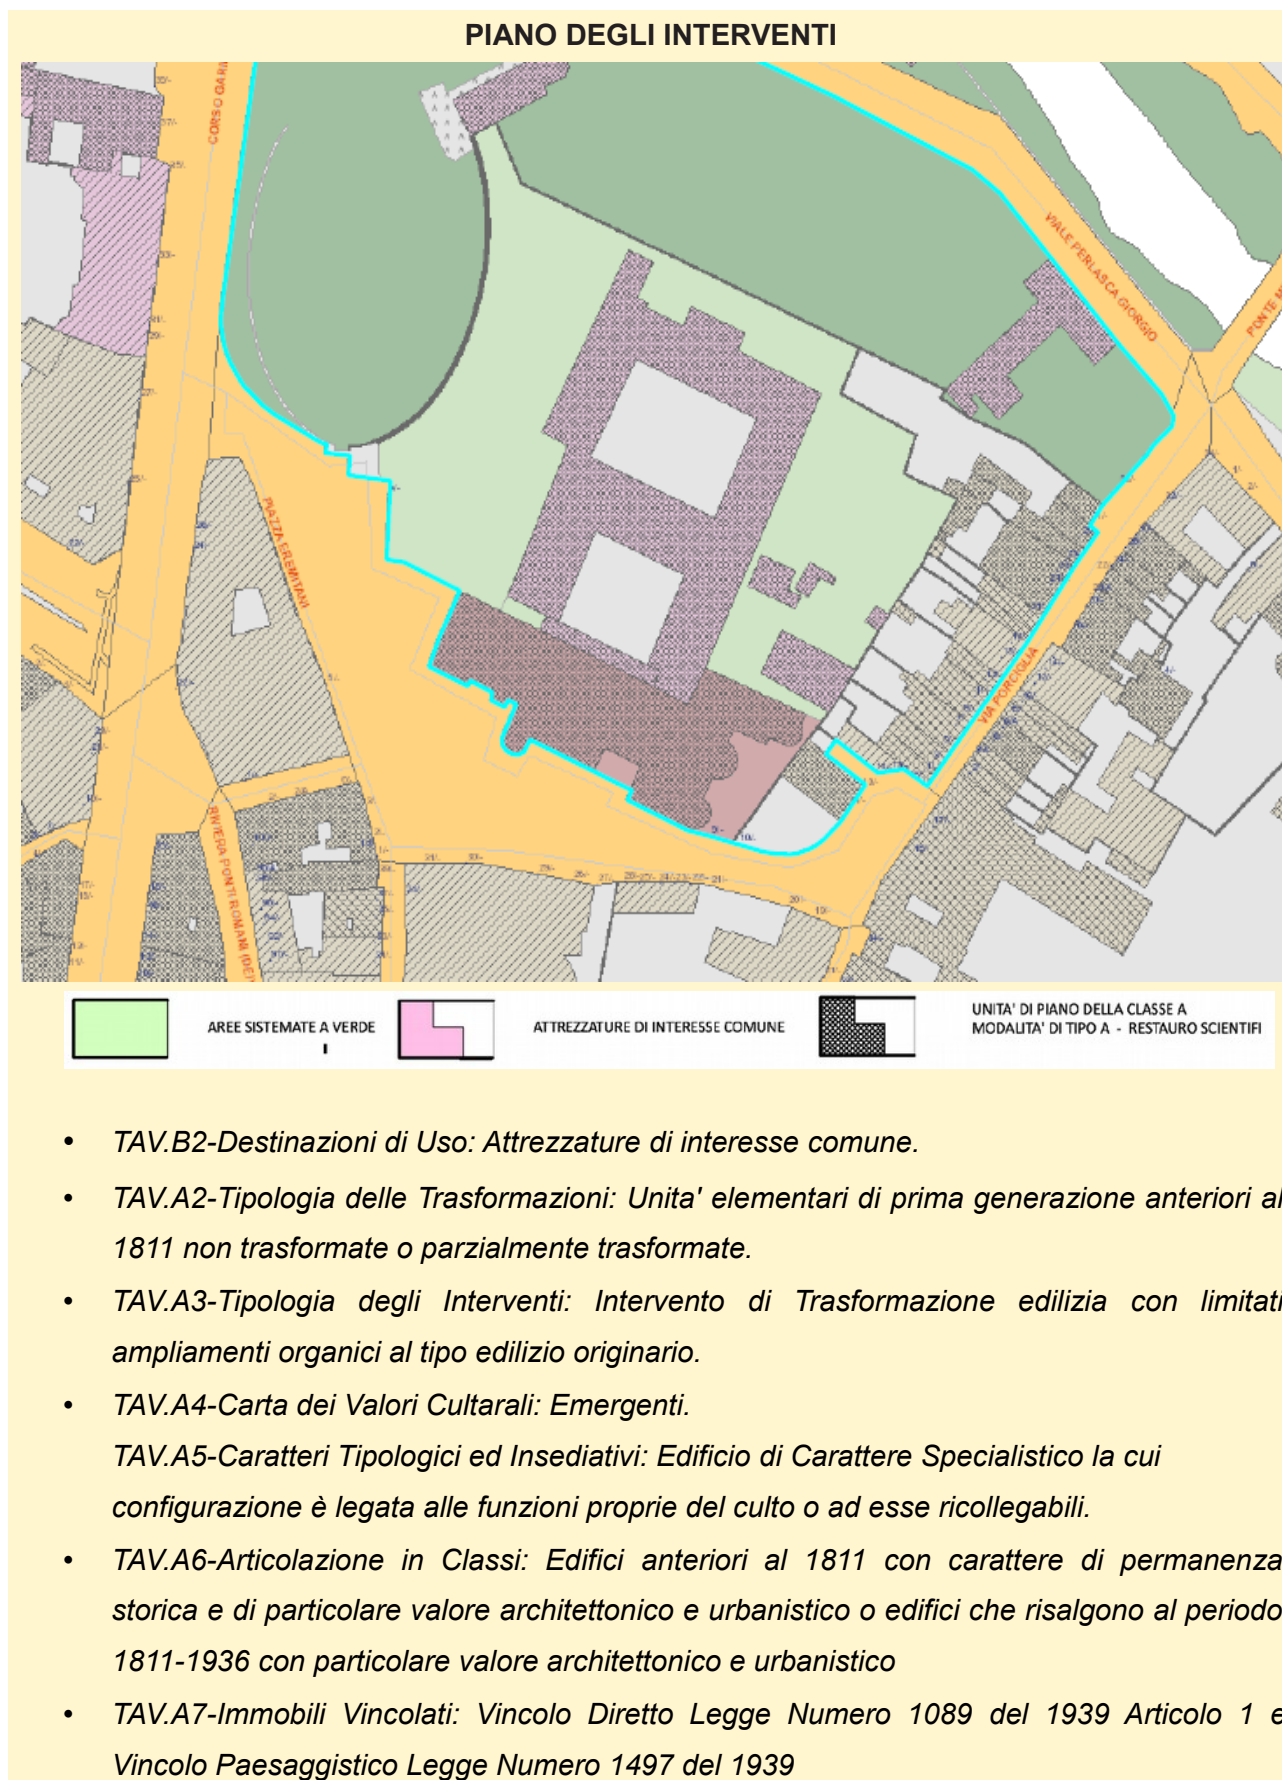 PIANO DEGLI INTERVENTI
CORSO GARI
VIALE PERLASCA GIORGIO
PONTE M
PIAZZA EREMITANI
VIA PORCIGLIA
RIVIERA PONTI ROMANI (DEI
AREE SISTEMATE A VERDE
ATTREZZATURE DI INTERESSE COMUNE
UNITA' DI PIANO DELLA CLASSE A
MODALITA' DI TIPO A - RESTAURO SCIENTIFI
• TAV.B2-Destinazioni di Uso: Attrezzature di interesse comune.
• TAV.A2-Tipologia delle Trasformazioni: Unita' elementari di prima generazione anteriori al
1811 non trasformate o parzialmente trasformate.
• TAV.A3-Tipologia degli Interventi: Intervento di Trasformazione edilizia con limitati
ampliamenti organici al tipo edilizio originario.
• TAV.A4-Carta dei Valori Cultarali: Emergenti.
TAV.A5-Caratteri Tipologici ed Insediativi: Edificio di Carattere Specialistico la cui
configurazione è legata alle funzioni proprie del culto o ad esse ricollegabili.
• TAV.A6-Articolazione in Classi: Edifici anteriori al 1811 con carattere di permanenza
storica e di particolare valore architettonico e urbanistico o edifici che risalgono al periodo
1811-1936 con particolare valore architettonico e urbanistico
• TAV.A7-Immobili Vincolati: Vincolo Diretto Legge Numero 1089 del 1939 Articolo 1 e
Vincolo Paesaggistico Legge Numero 1497 del 1939